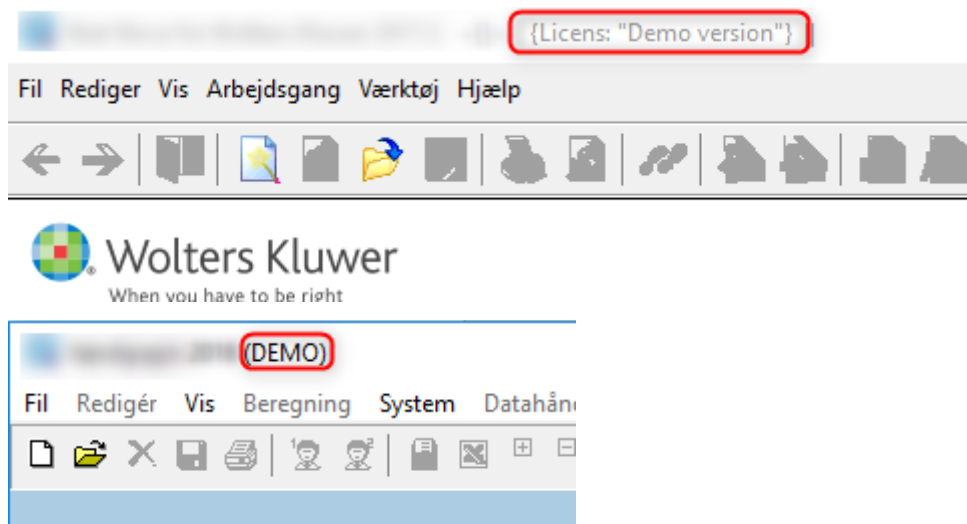 {Licens: "Demo version"}
Fil Rediger Vis Arbejdsgang Værktøj Hjælp
Wolters Kluwer
When you have to be right
(DEMO)
Fil Redigér Vis Beregning System Datahån